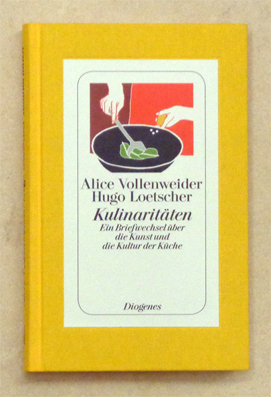 Alice Vollenweider
Hugo Loetscher
Kulinaritäten
Ein Briefwechsel über
die Kunst und
die Kultur der Küche
Diogenes